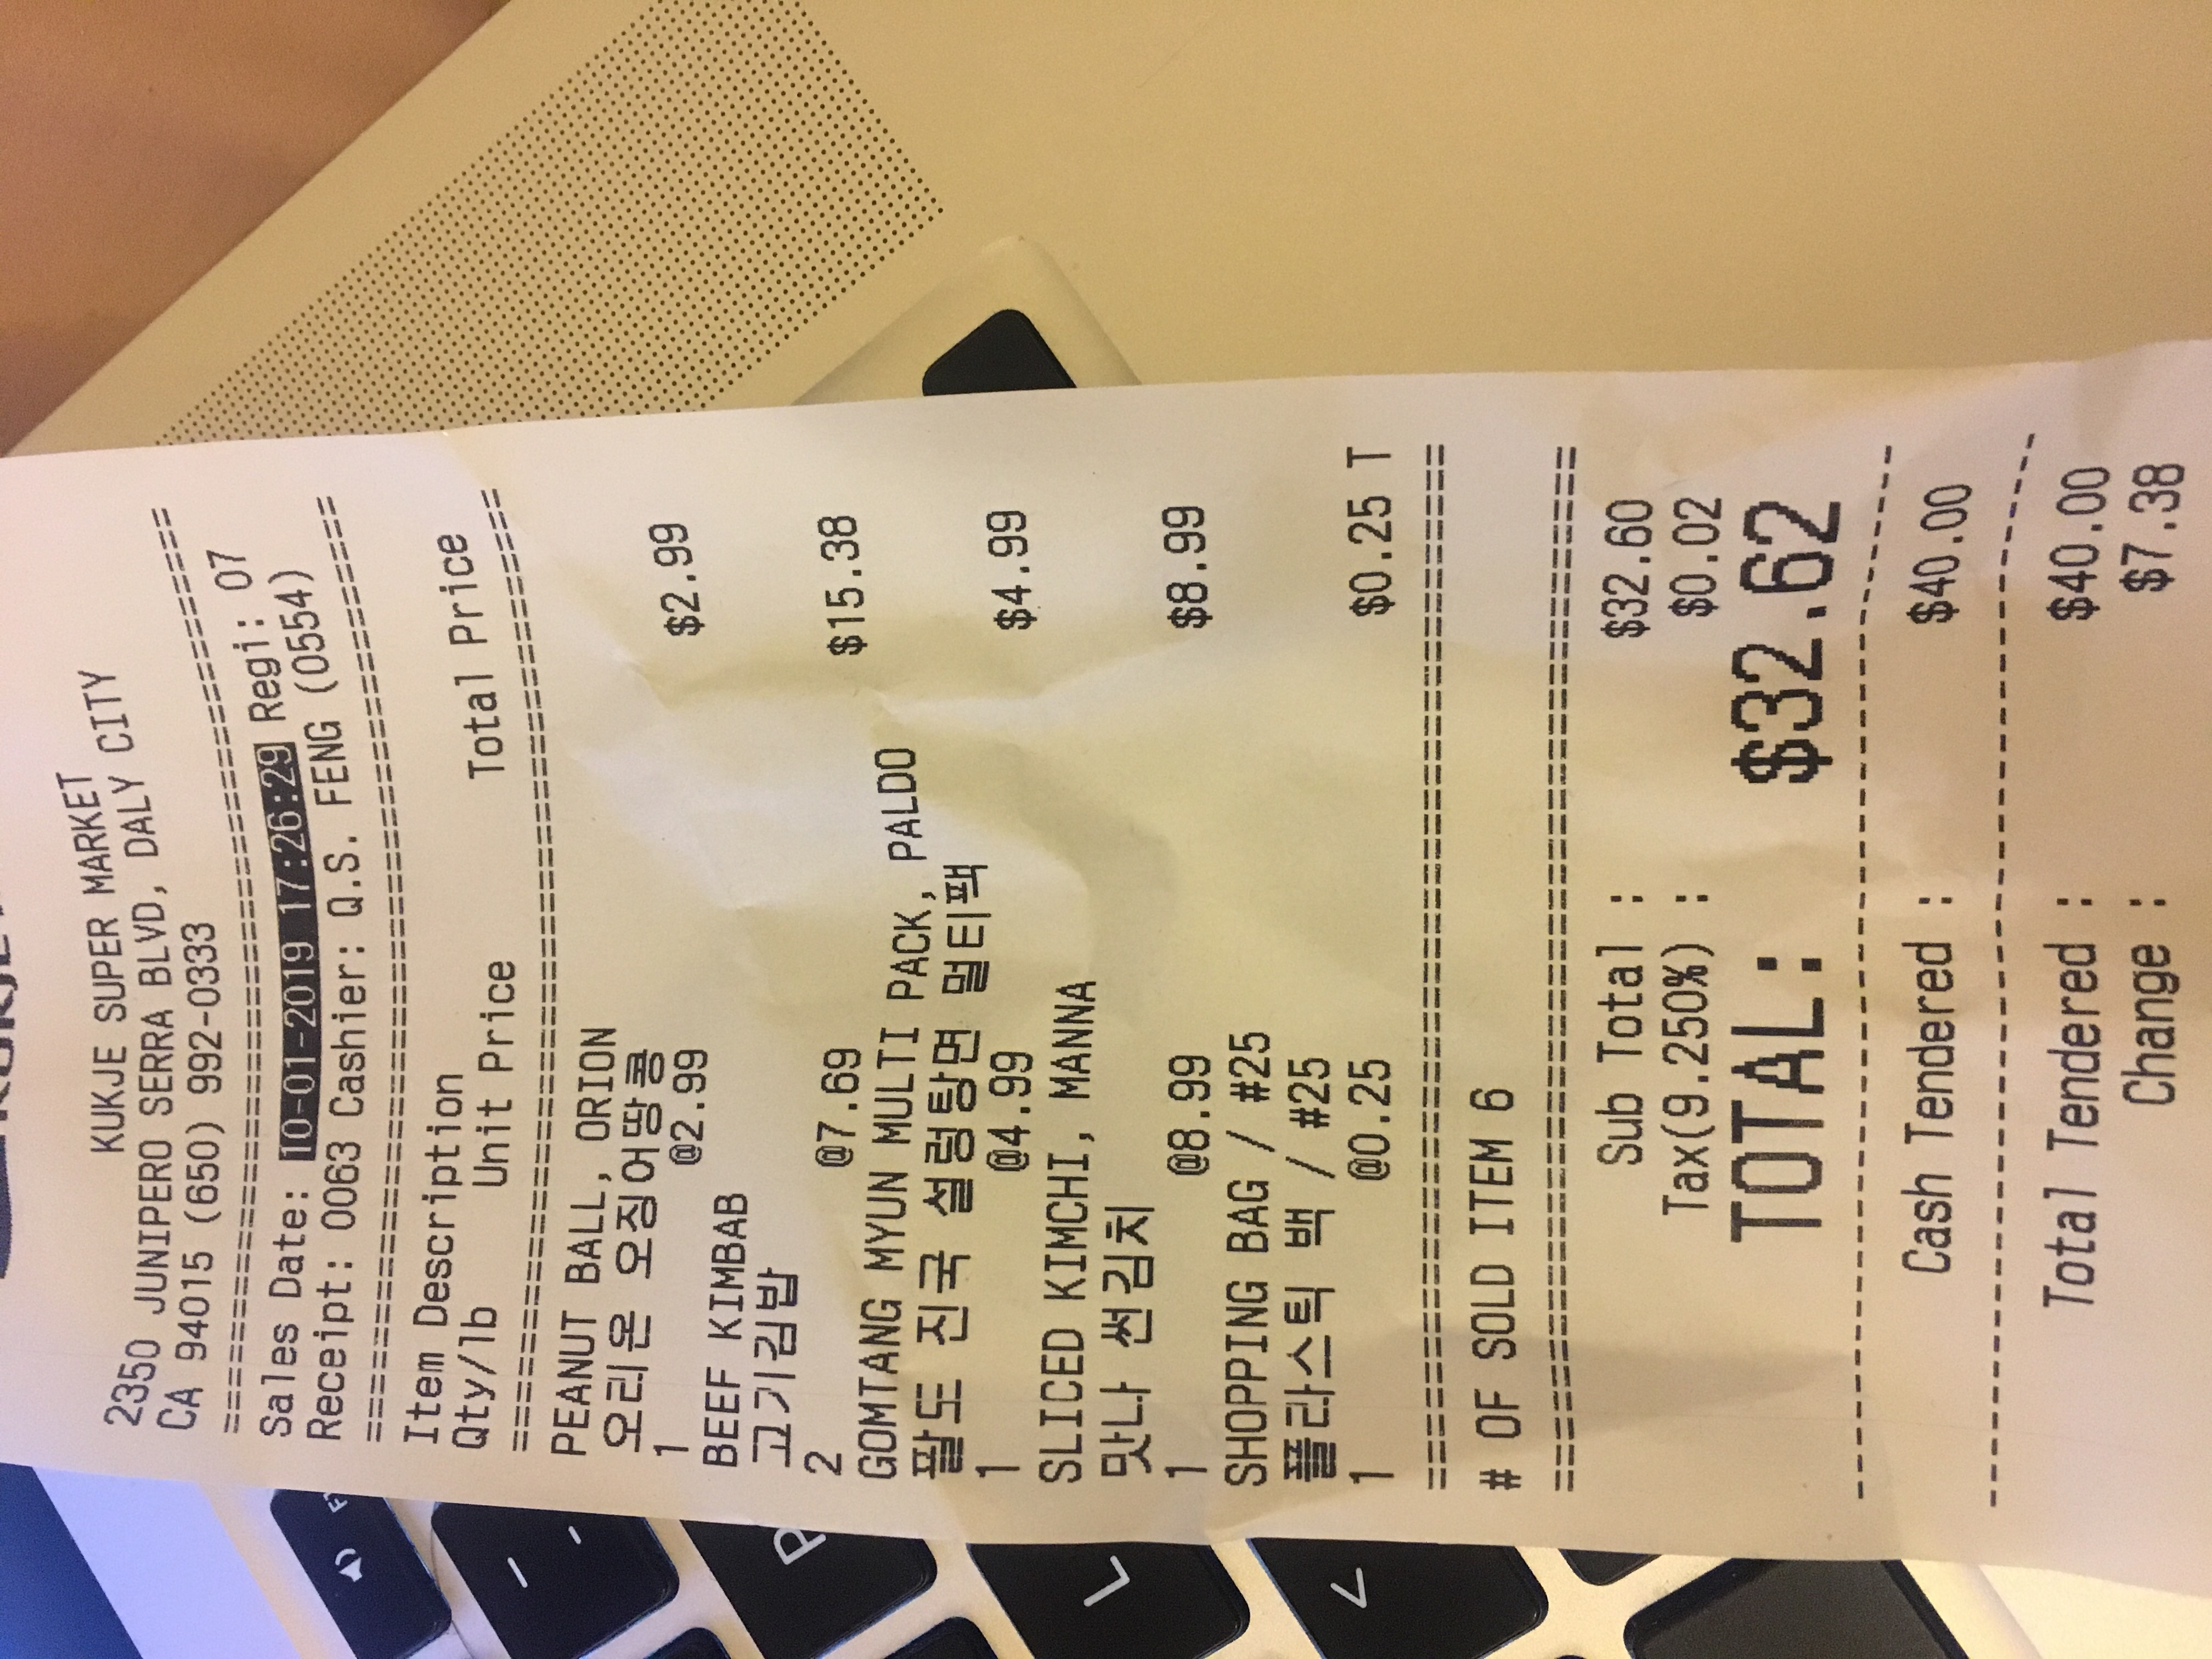 KUKJE
KUKJE SUPER MARKET
2350 JUNIPERO SERRA BLVD, DALY CITY
CA 94015 (650) 992-0333
========================================
Sales Date: 10-01-2019 17:26:29 Regi: 07
Receipt: 0063 Cashier: Q.S. FENG (0554)
========================================
Item Description
Qty/lb Unit Price Total Price
========================================
PEANUT BALL, ORION
오리온 오징어땅콩
1 @2.99 $2.99
BEEF KIMBAB
고기김밥
2 @7.69 $15.38
GOMTANG MYUN MULTI PACK, PALDO
팔도 진국 설렁탕면 멀티팩
1 @4.99 $4.99
SLICED KIMCHI, MANNA
맛나 썬김치
1 @8.99 $8.99
SHOPPING BAG / #25
플라스틱 백 / #25
1 @0.25 $0.25 T
========================================
# OF SOLD ITEM 6
========================================
Sub Total : $32.60
Tax(9.250%) : $0.02
TOTAL: $32.62
----------------------------------------
Cash Tendered : $40.00
----------------------------------------
Total Tendered : $40.00
Change : $7.38
P
L
<